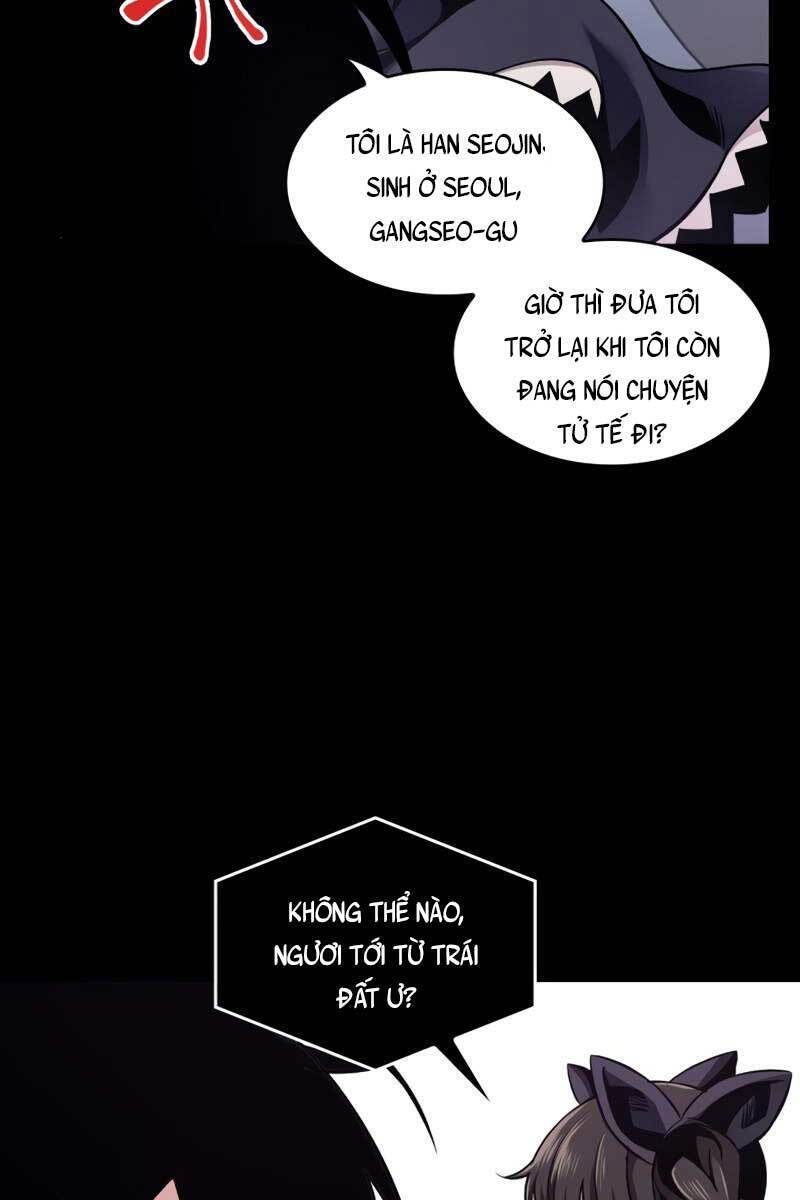 TÔI LÀ HAN SEOJIN.
SINH Ở SEOUL,
GANGSEO-GU
GIỜ THÌ ĐƯA TÔI
TRỞ LẠI KHI TÔI CÒN
ĐANG NÓI CHUYỆN
TỬ TẾ ĐI?
KHÔNG THỂ NÀO,
NGƯƠI TỚI TỪ TRÁI
ĐẤT Ư?